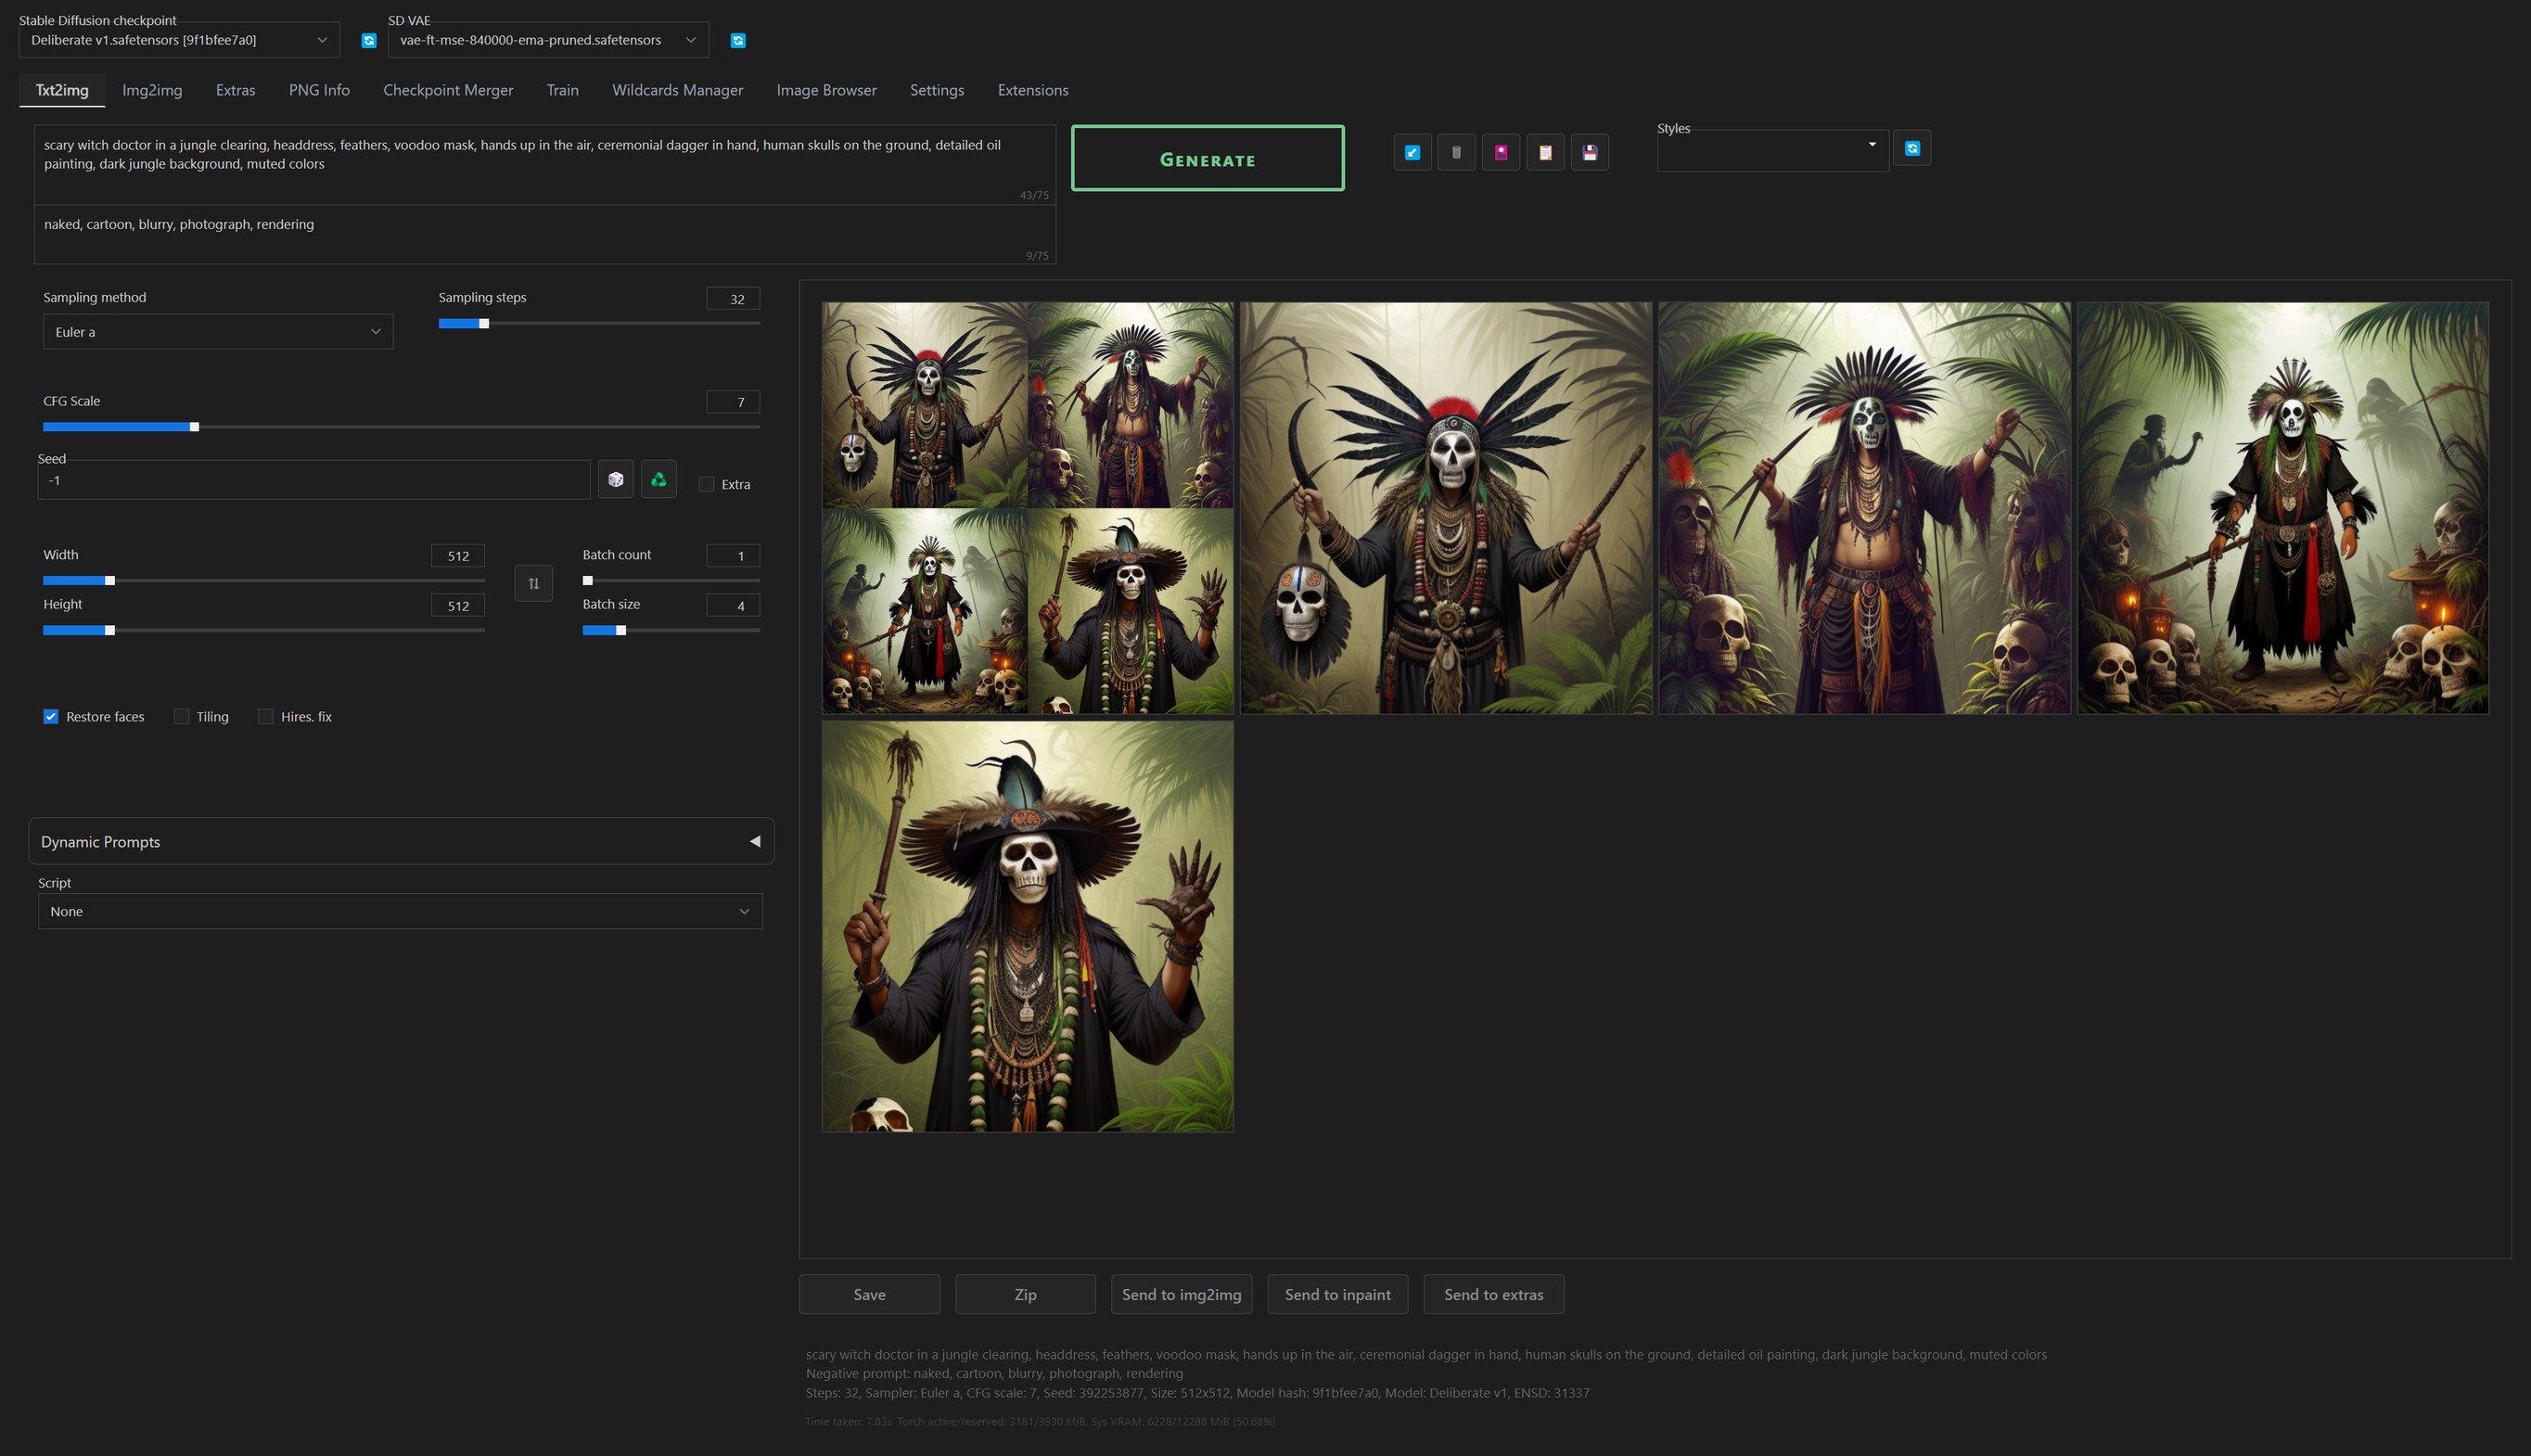 Stable Diffusion checkpoint
Deliberate v1.safetensors [9f1bfee7a0]
SD VAE
vae-ft-mse-840000-ema-pruned.safetensors
Txt2img Img2img Extras PNG Info Checkpoint Merger Train Wildcards Manager Image Browser Settings Extensions
scary witch doctor in a jungle clearing, headdress, feathers, voodoo mask, hands up in the air, ceremonial dagger in hand, human skulls on the ground, detailed oil
painting, dark jungle background, muted colors
43/75
naked, cartoon, blurry, photograph, rendering
9/75
GENERATE
Styles
Sampling method
Euler a
Sampling steps
32
CFG Scale
7
Seed
-1
Extra
Width
512
Height
512
Batch count
1
Batch size
4
Restore faces Tiling Hires. fix
Dynamic Prompts
Script
None
Save Zip Send to img2img Send to inpaint Send to extras
scary witch doctor in a jungle clearing, headdress, feathers, voodoo mask, hands up in the air, ceremonial dagger in hand, human skulls on the ground, detailed oil painting, dark jungle background, muted colors
Negative prompt: naked, cartoon, blurry, photograph, rendering
Steps: 32, Sampler: Euler a, CFG scale: 7, Seed: 392253877, Size: 512x512, Model hash: 9f1bfee7a0, Model: Deliberate v1, ENSD: 31337
Time taken: 7.83s Torch active/reserved: 3181/3930 MiB, Sys VRAM: 6228/12288 MiB (50.68%)